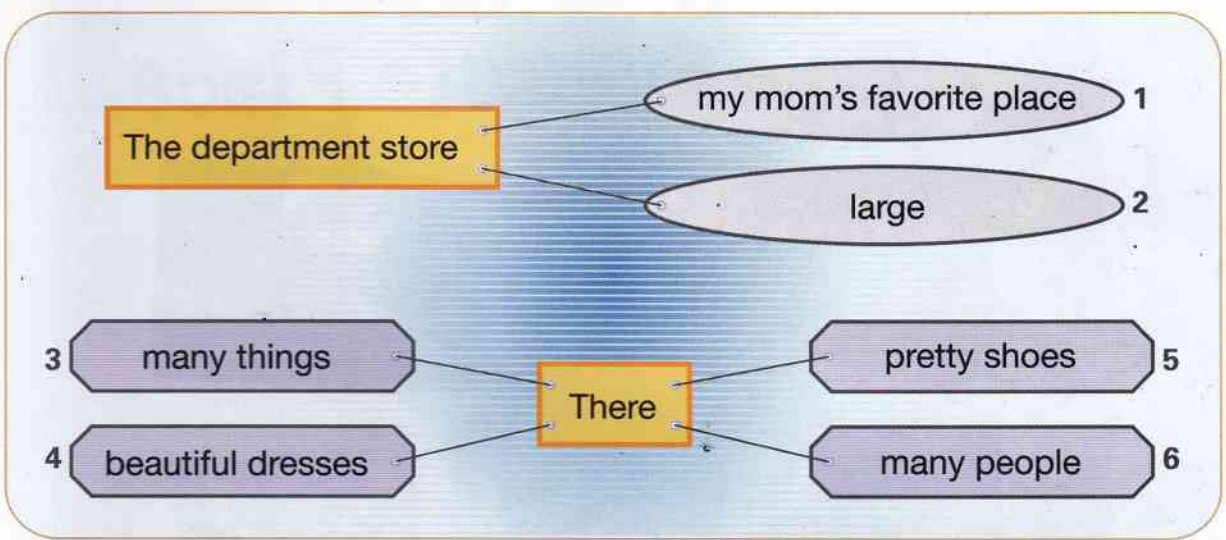 my mom's favorite place 1
The department store
large 2
3 many things
pretty shoes 5
There
4 beautiful dresses
many people 6